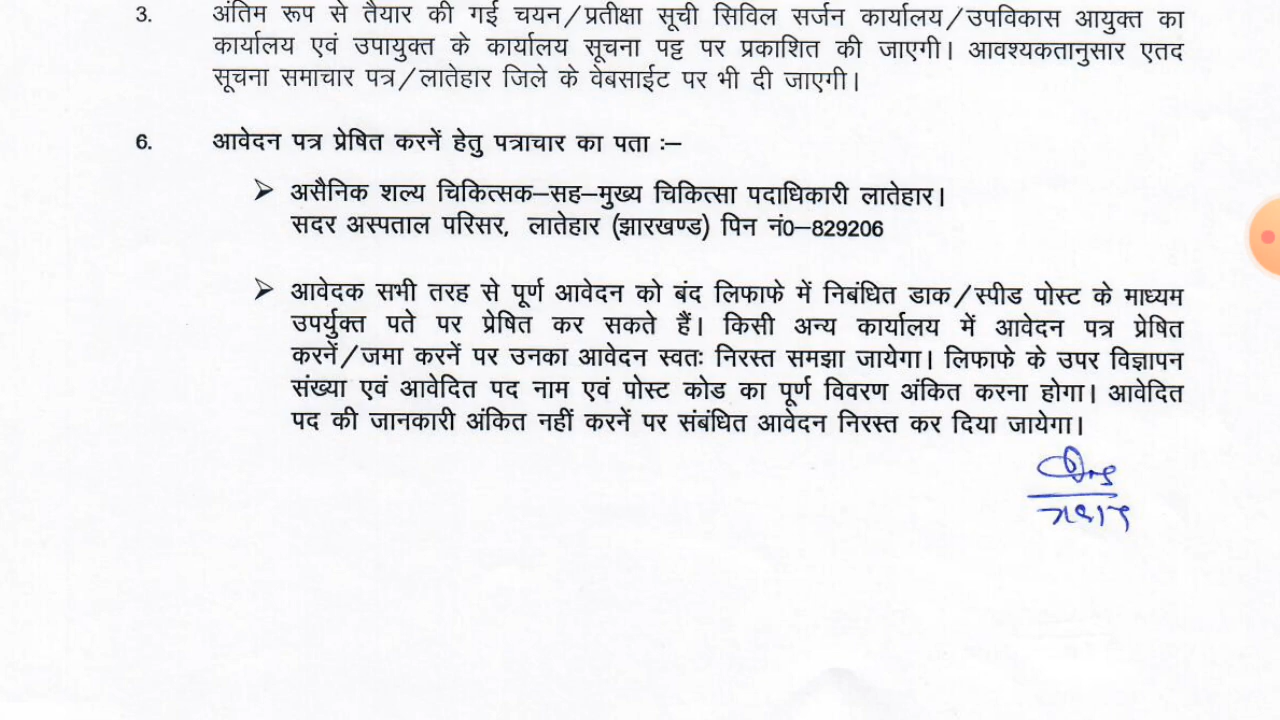 3. अंतिम रूप से तैयार की गई चयन/प्रतीक्षा सूची सिविल सर्जन कार्यालय/उपविकास आयुक्त का
कार्यालय एवं उपायुक्त के कार्यालय सूचना पट्ट पर प्रकाशित की जाएगी। आवश्यकतानुसार एतद
सूचना समाचार पत्र/लातेहार जिले के वेबसाईट पर भी दी जाएगी।
6. आवेदन पत्र प्रेषित करनें हेतु पत्राचार का पता :–
➢ असैनिक शल्य चिकित्सक–सह–मुख्य चिकित्सा पदाधिकारी लातेहार।
सदर अस्पताल परिसर, लातेहार (झारखण्ड) पिन नं0–829206
➢ आवेदक सभी तरह से पूर्ण आवेदन को बंद लिफाफे में निबंधित डाक/स्पीड पोस्ट के माध्यम
उपर्युक्त पते पर प्रेषित कर सकते हैं। किसी अन्य कार्यालय में आवेदन पत्र प्रेषित
करनें/जमा करनें पर उनका आवेदन स्वतः निरस्त समझा जायेगा। लिफाफे के उपर विज्ञापन
संख्या एवं आवेदित पद नाम एवं पोस्ट कोड का पूर्ण विवरण अंकित करना होगा। आवेदित
पद की जानकारी अंकित नहीं करनें पर संबंधित आवेदन निरस्त कर दिया जायेगा।